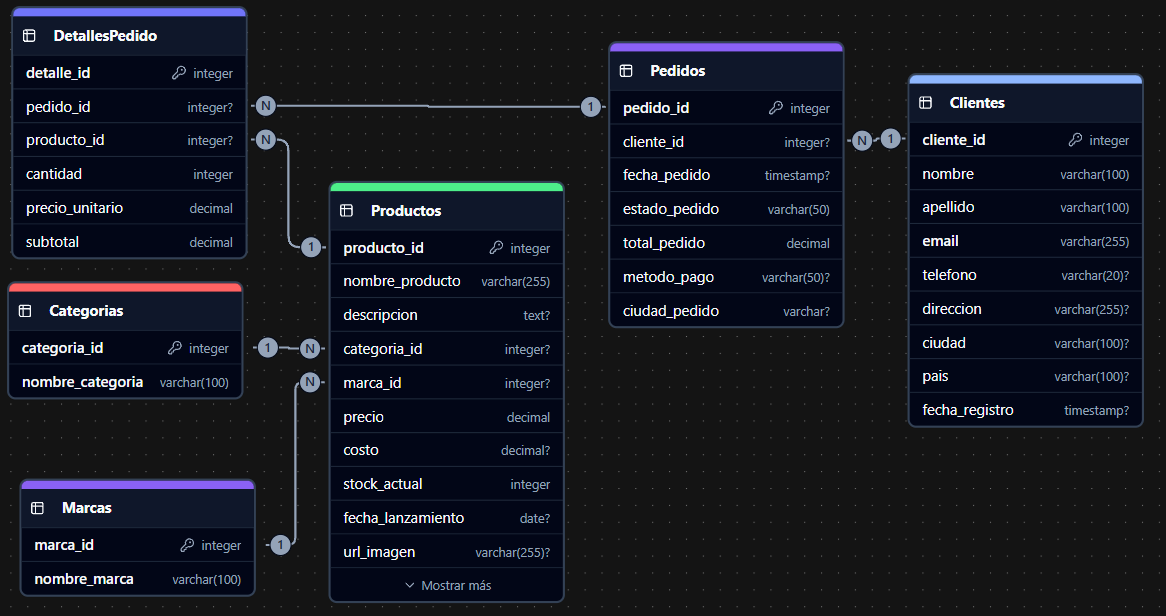 DetallesPedido
detalle_id integer
pedido_id integer?
producto_id integer?
cantidad integer
precio_unitario decimal
subtotal decimal
N
N
1
Categorias
categoria_id integer
nombre_categoria varchar(100)
1
N
N
Marcas
marca_id integer
nombre_marca varchar(100)
1
Productos
producto_id integer
nombre_producto varchar(255)
descripcion text?
categoria_id integer?
marca_id integer?
precio decimal
costo decimal?
stock_actual integer
fecha_lanzamiento date?
url_imagen varchar(255)?
Mostrar más
1
Pedidos
pedido_id integer
cliente_id integer?
fecha_pedido timestamp?
estado_pedido varchar(50)
total_pedido decimal
metodo_pago varchar(50)?
ciudad_pedido varchar?
N
1
Clientes
cliente_id integer
nombre varchar(100)
apellido varchar(100)
email varchar(255)
telefono varchar(20)?
direccion varchar(255)?
ciudad varchar(100)?
pais varchar(100)?
fecha_registro timestamp?